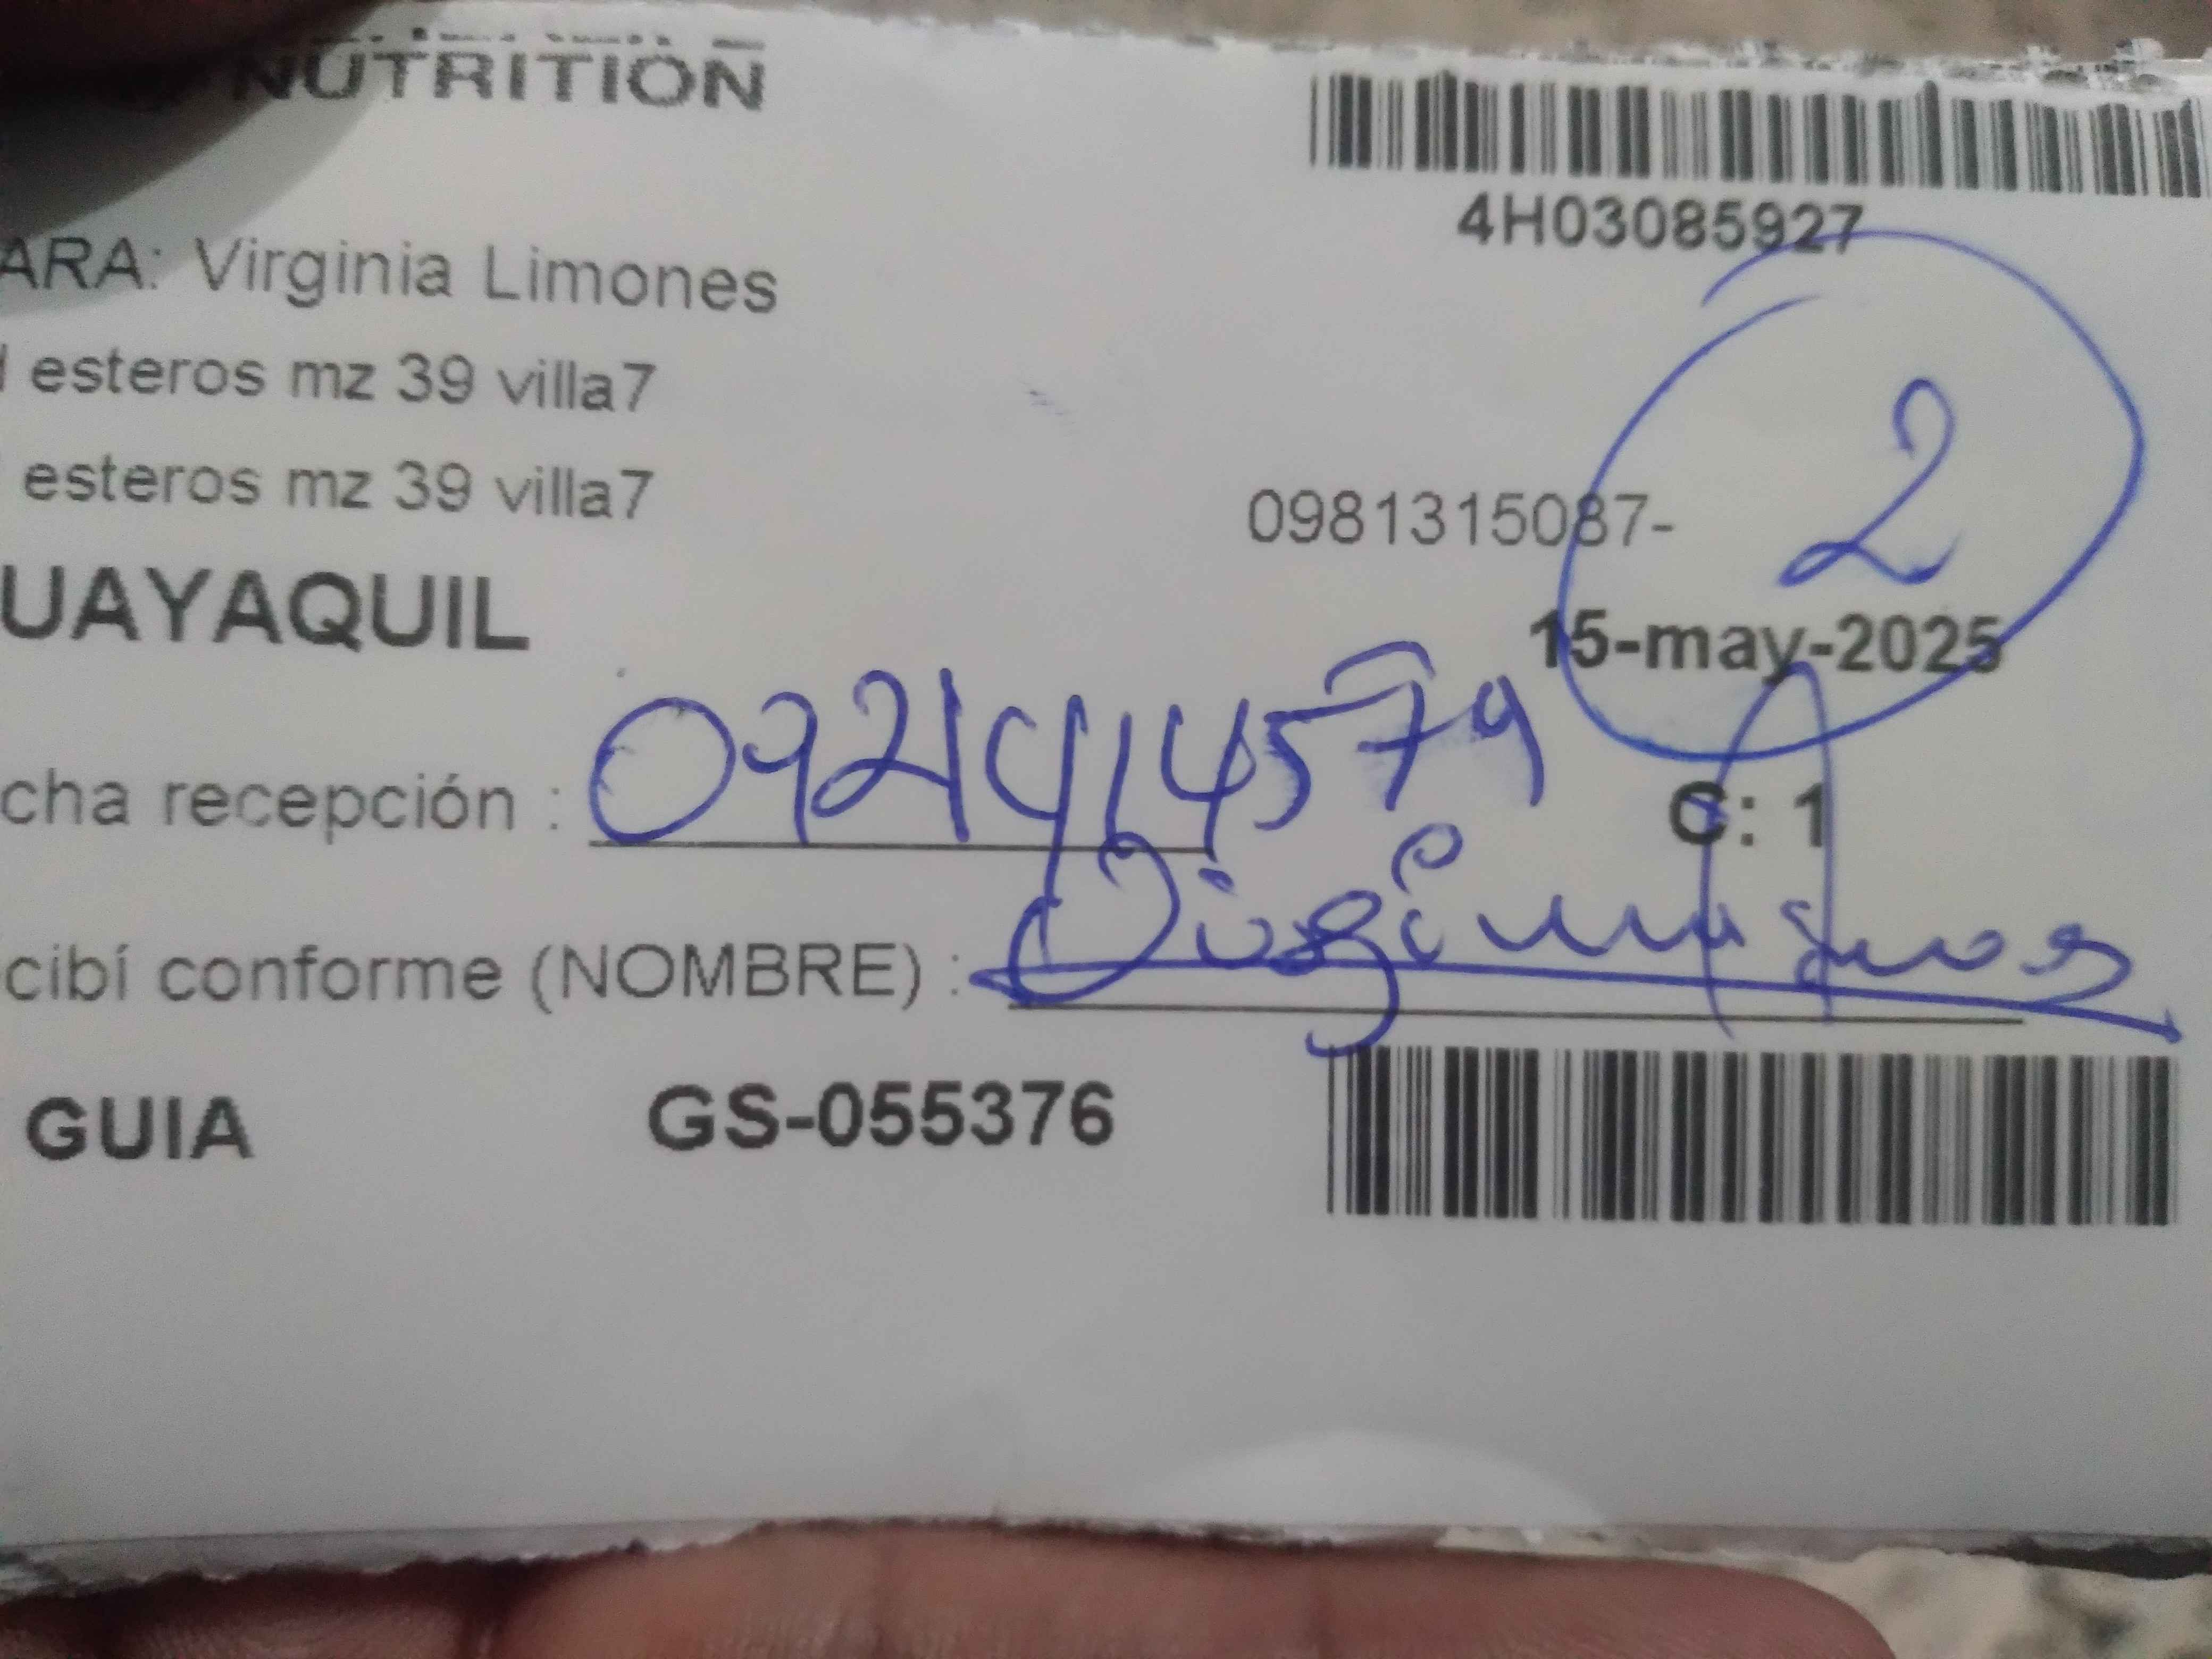 NUTRITION
4H03085927
ARA: Virginia Limones
esteros mz 39 villa7
2
esteros mz 39 villa7
0981315087-
UAYAQUIL
15-may-2025
cha recepción : 0921414579
C: 1
cibí conforme (NOMBRE) :
GUIA GS-055376